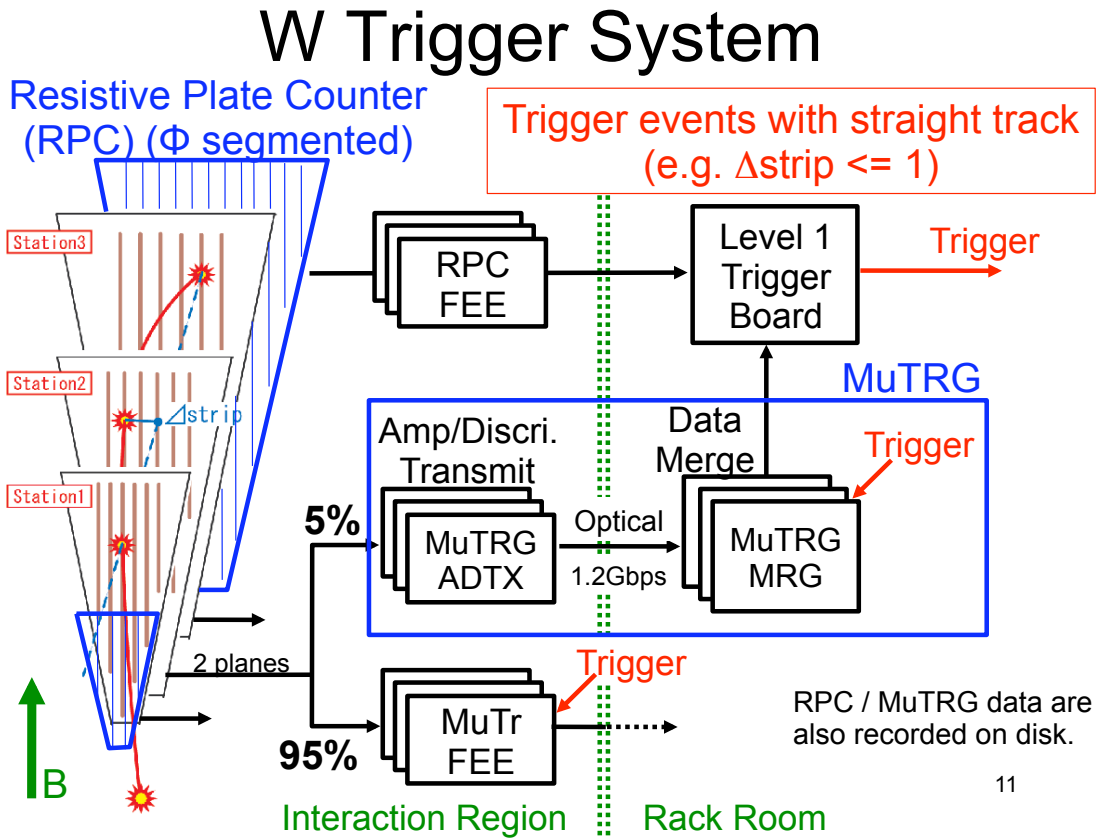 W Trigger System
Resistive Plate Counter
(RPC) (Φ segmented)
Trigger events with straight track
(e.g. Δstrip <= 1)
Station3
RPC
FEE
Level 1
Trigger
Board
Trigger
Station2
⊿strip
MuTRG
Amp/Discri.
Transmit
Data
Merge
Trigger
Station1
5%
MuTRG
ADTX
Optical
1.2Gbps
MuTRG
MRG
2 planes
Trigger
95%
MuTr
FEE
RPC / MuTRG data are
also recorded on disk.
B
11
Interaction Region
Rack Room